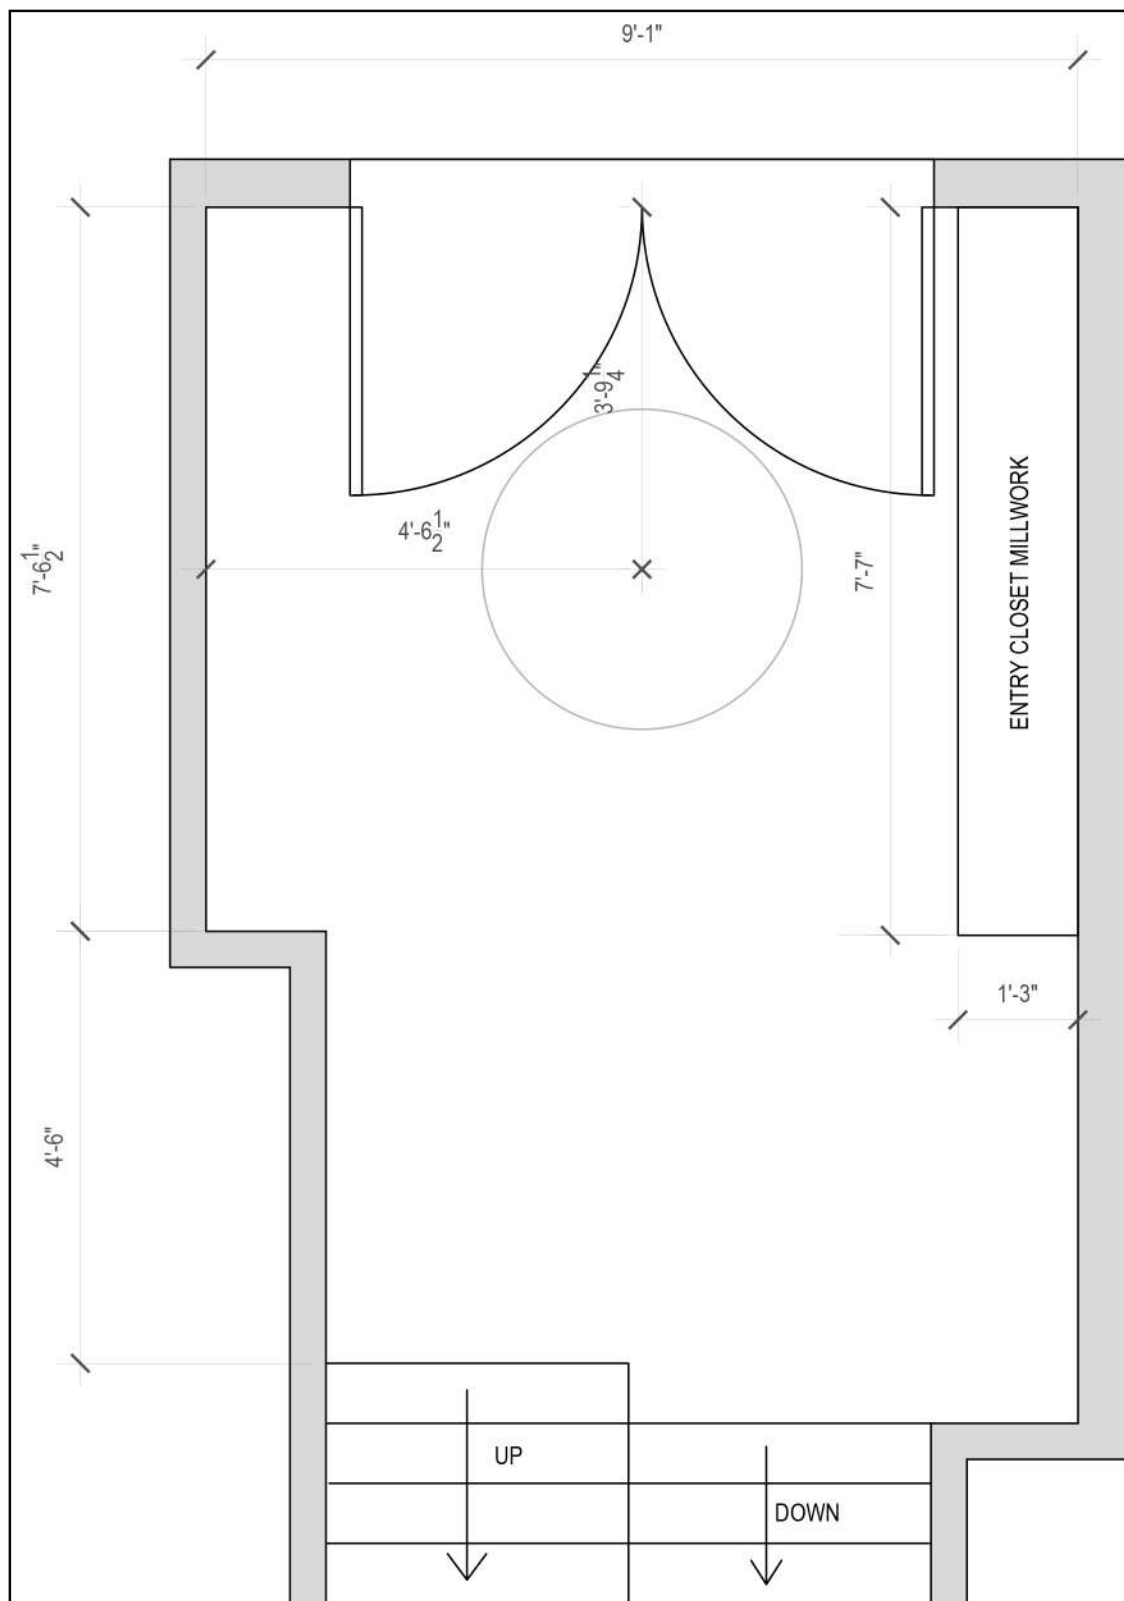 9'-1"
3'-9 1/4"
4'-6 1/2"
7'-6 1/2"
7'-7"
ENTRY CLOSET MILLWORK
1'-3"
4'-6"
UP
DOWN